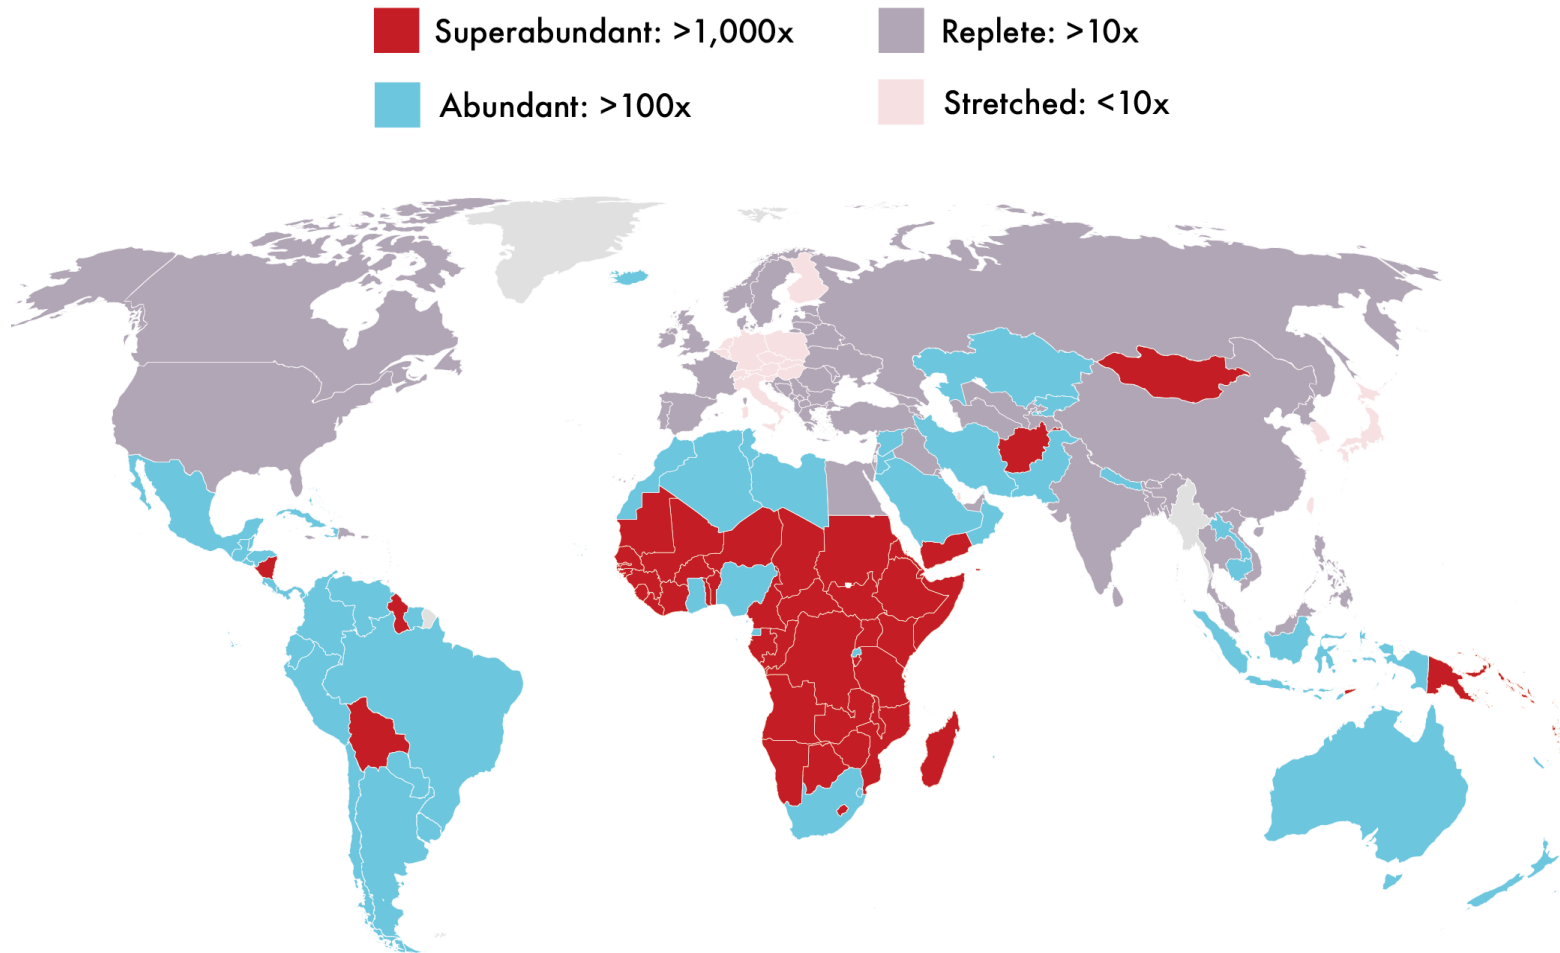 Superabundant: >1,000x
Replete: >10x
Abundant: >100x
Stretched: <10x